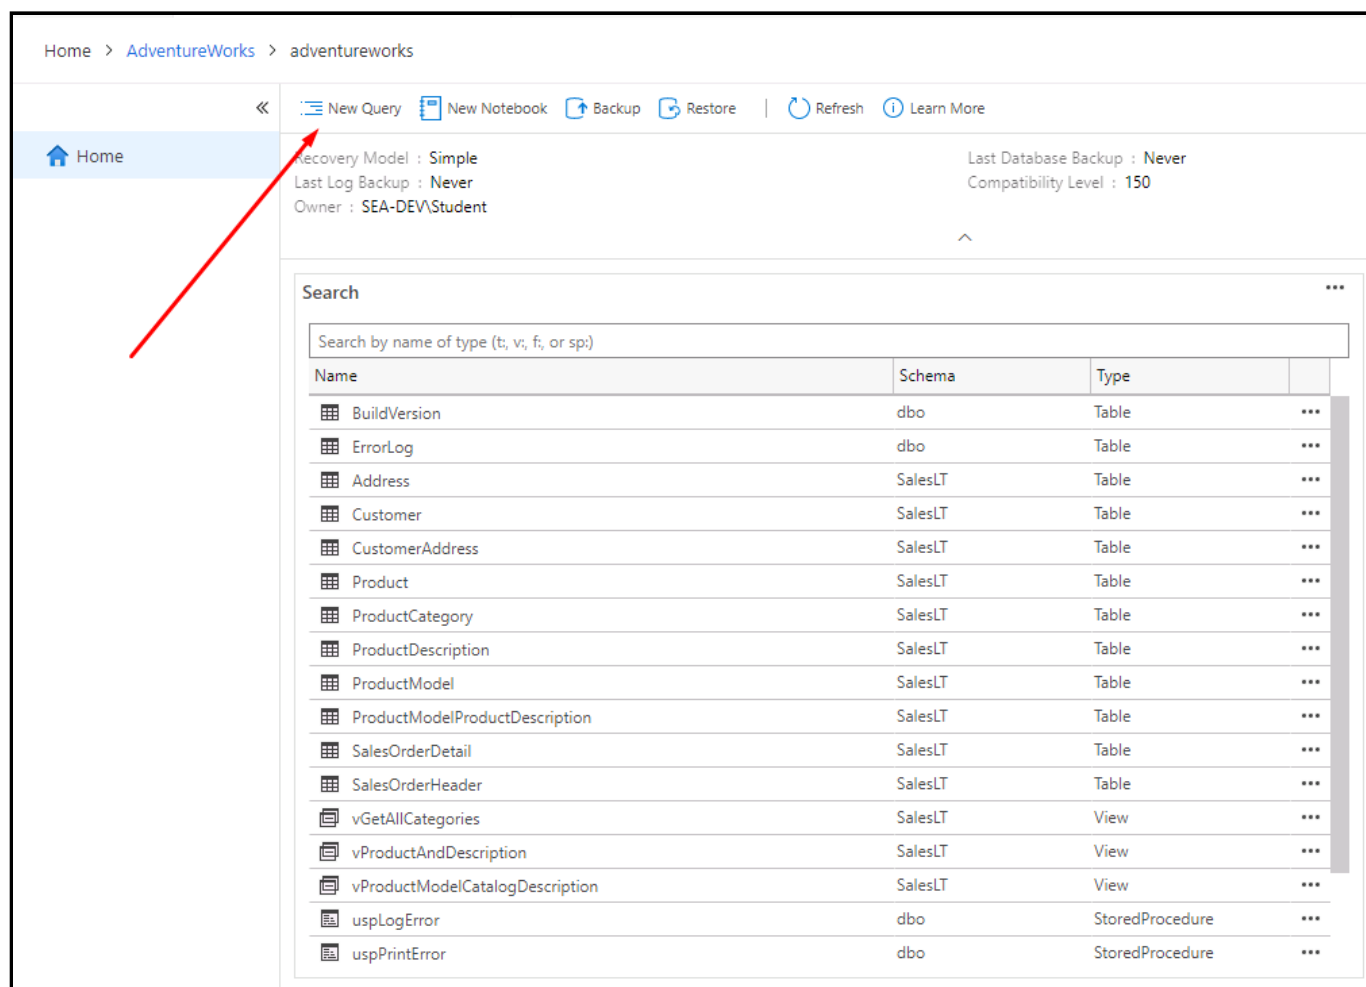 Home > AdventureWorks > adventureworks
« New Query New Notebook Backup Restore | Refresh Learn More
Home
Recovery Model : Simple
Last Database Backup : Never
Last Log Backup : Never
Compatibility Level : 150
Owner : SEA-DEV\Student
Search
•••
Search by name of type (t:, v:, f:, or sp:)
Name Schema Type
BuildVersion dbo Table •••
ErrorLog dbo Table •••
Address SalesLT Table •••
Customer SalesLT Table •••
CustomerAddress SalesLT Table •••
Product SalesLT Table •••
ProductCategory SalesLT Table •••
ProductDescription SalesLT Table •••
ProductModel SalesLT Table •••
ProductModelProductDescription SalesLT Table •••
SalesOrderDetail SalesLT Table •••
SalesOrderHeader SalesLT Table •••
vGetAllCategories SalesLT View •••
vProductAndDescription SalesLT View •••
vProductModelCatalogDescription SalesLT View •••
uspLogError dbo StoredProcedure •••
uspPrintError dbo StoredProcedure •••